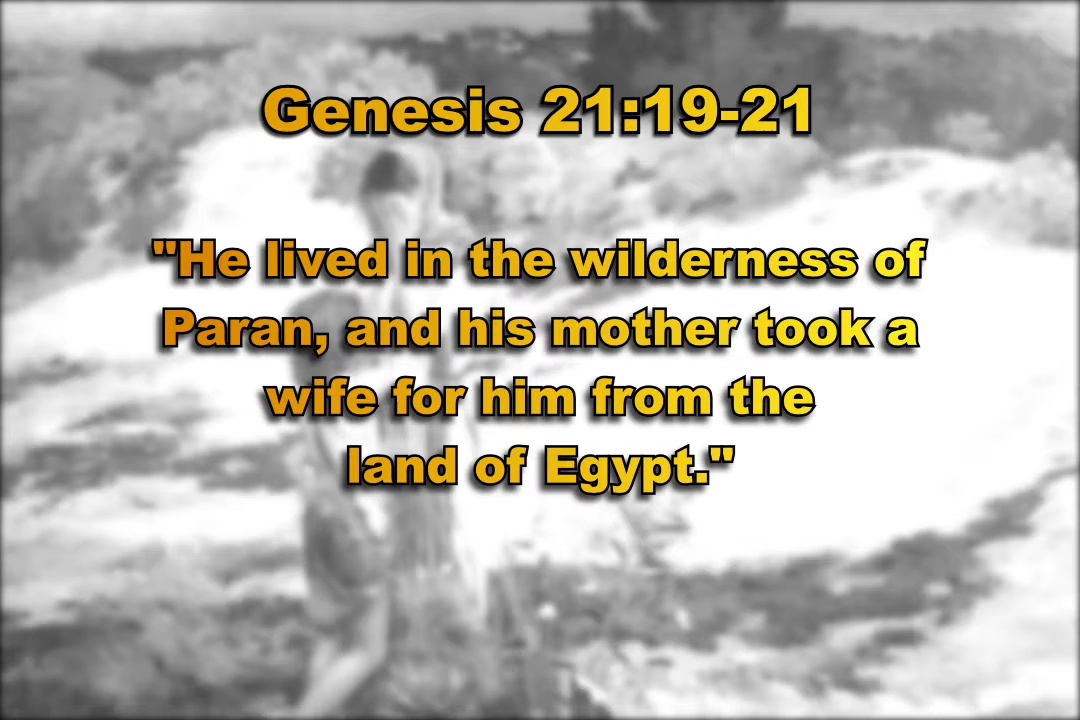 Genesis 21:19-21
"He lived in the wilderness of
Paran, and his mother took a
wife for him from the
land of Egypt."